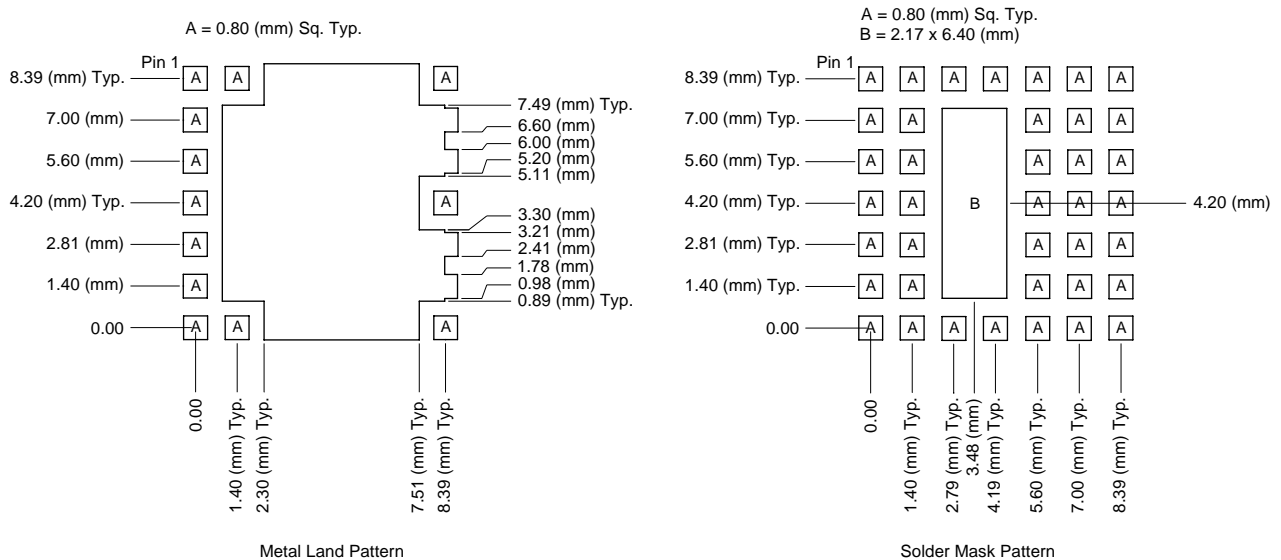 A = 0.80 (mm) Sq. Typ.
Pin 1
8.39 (mm) Typ.
A A A
7.49 (mm) Typ.
7.00 (mm)
A
6.60 (mm)
6.00 (mm)
5.60 (mm)
A
5.20 (mm)
5.11 (mm)
4.20 (mm) Typ.
A A
3.30 (mm)
3.21 (mm)
2.81 (mm)
A
2.41 (mm)
1.78 (mm)
1.40 (mm)
A
0.98 (mm)
0.89 (mm) Typ.
0.00
A A A
0.00
1.40 (mm) Typ.
2.30 (mm) Typ.
7.51 (mm) Typ.
8.39 (mm) Typ.
Metal Land Pattern
A = 0.80 (mm) Sq. Typ.
B = 2.17 x 6.40 (mm)
Pin 1
8.39 (mm) Typ.
A A A A A A A
7.00 (mm) Typ.
A A A A A
5.60 (mm) Typ.
A A A A A
4.20 (mm) Typ.
A A B A A A
4.20 (mm)
2.81 (mm) Typ.
A A A A A
1.40 (mm) Typ.
A A A A A
0.00
A A A A A A A
0.00
1.40 (mm) Typ.
2.79 (mm) Typ.
3.48 (mm)
4.19 (mm) Typ.
5.60 (mm) Typ.
7.00 (mm) Typ.
8.39 (mm) Typ.
Solder Mask Pattern